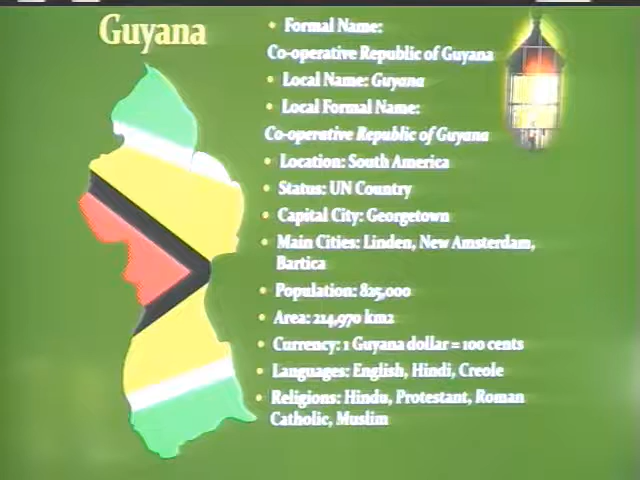 Guyana
• Formal Name:
Co-operative Republic of Guyana
• Local Name: Guyana
• Local Formal Name:
Co-operative Republic of Guyana
• Location: South America
• Status: UN Country
• Capital City: Georgetown
• Main Cities: Linden, New Amsterdam,
Bartica
• Population: 825,000
• Area: 214,970 km2
• Currency: 1 Guyana dollar = 100 cents
• Languages: English, Hindi, Creole
• Religions: Hindu, Protestant, Roman
Catholic, Muslim